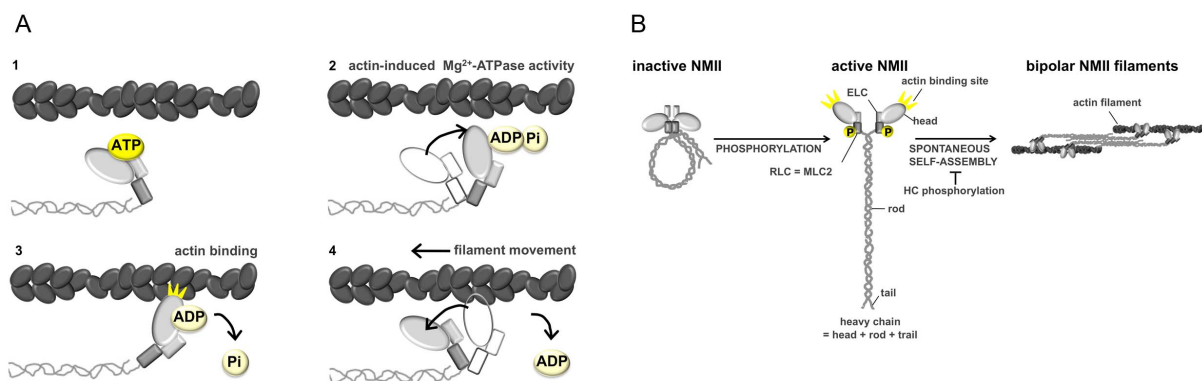 A
1
ATP
2 actin-induced Mg²⁺-ATPase activity
ADP Pi
3 actin binding
ADP
Pi
4 filament movement
ADP
B
inactive NMII
PHOSPHORYLATION
active NMII
ELC
actin binding site
head
P P
RLC = MLC2
rod
tail
heavy chain
= head + rod + trail
SPONTANEOUS
SELF-ASSEMBLY
HC phosphorylation
bipolar NMII filaments
actin filament